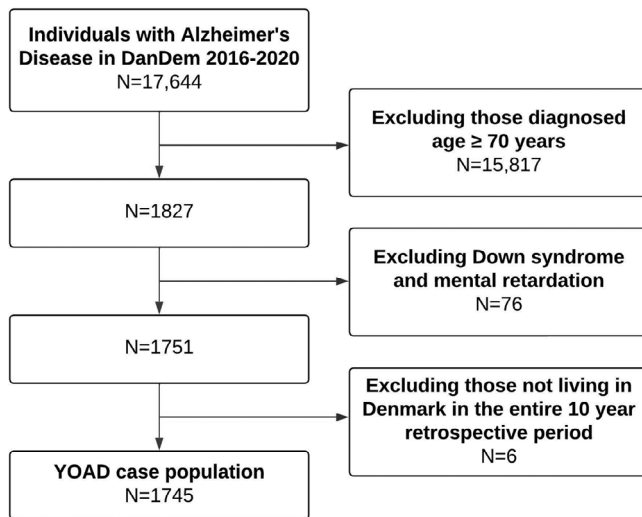 Individuals with Alzheimer's
Disease in DanDem 2016-2020
N=17,644
Excluding those diagnosed
age ≥ 70 years
N=15,817
N=1827
Excluding Down syndrome
and mental retardation
N=76
N=1751
Excluding those not living in
Denmark in the entire 10 year
retrospective period
N=6
YOAD case population
N=1745